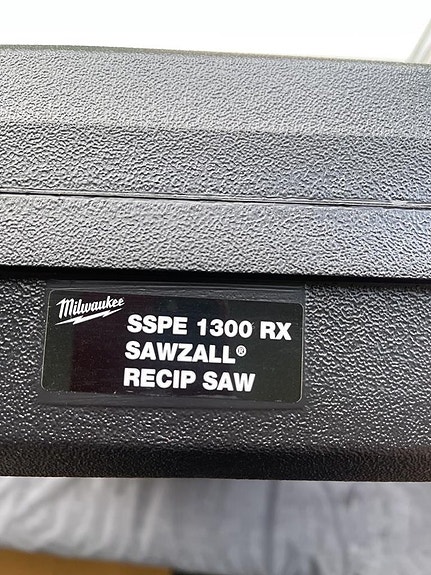 Milwaukee
SSPE 1300 RX
SAWZALL®
RECIP SAW